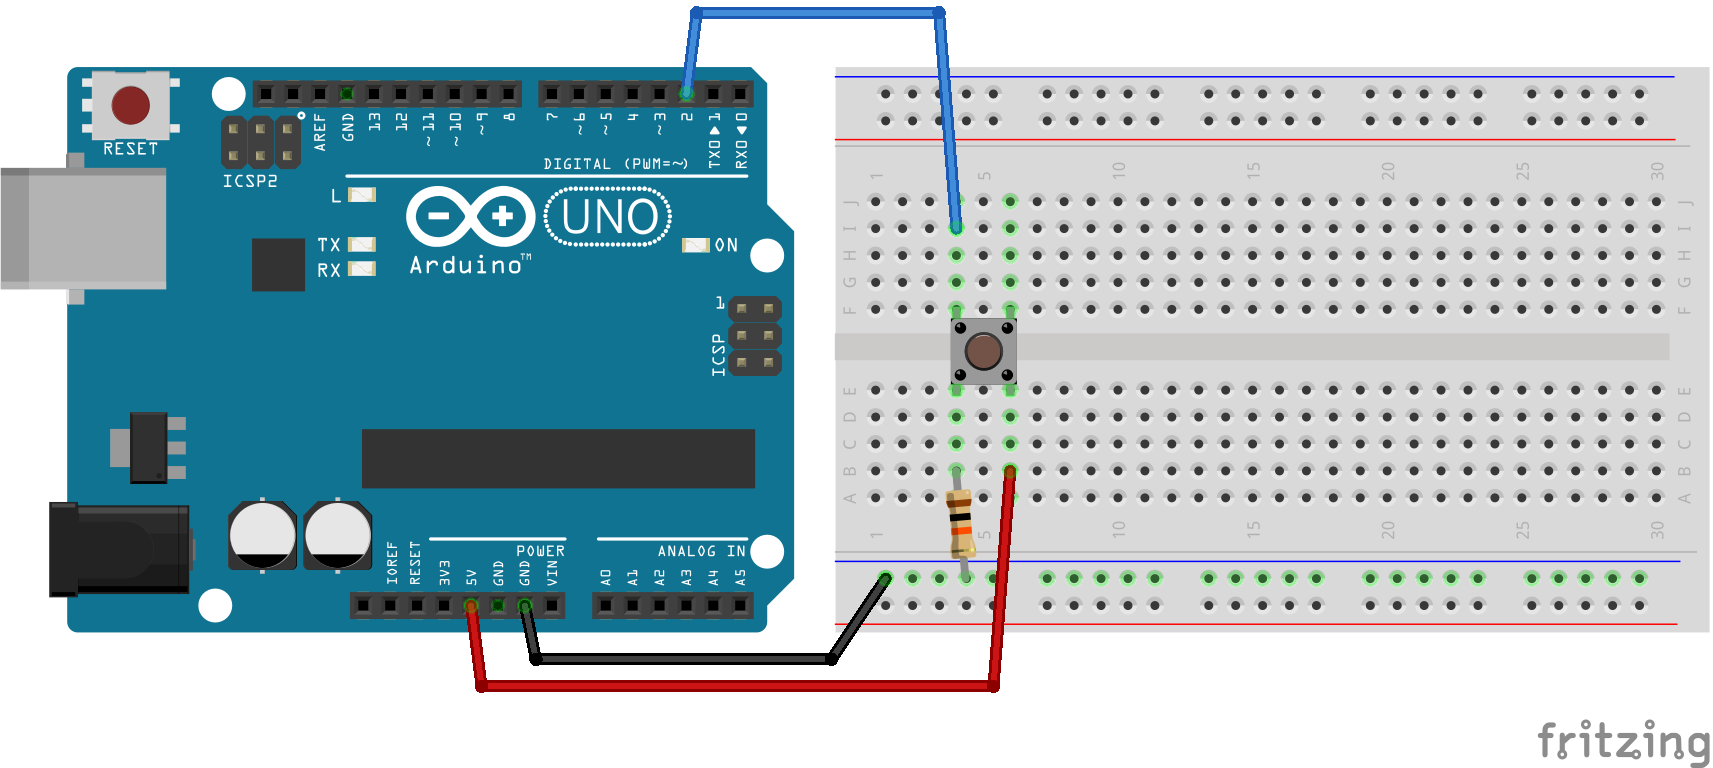 RESET
ICSP2
AREF
GND
13
12
~11
~10
~9
8
7
~6
~5
4
~3
2
TX0▶1
RX0◀0
DIGITAL (PWM=~)
L
TX
RX
UNO
Arduino™
ON
1
ICSP
IOREF
RESET
3V3
5V
GND
GND
VIN
POWER
ANALOG IN
A0
A1
A2
A3
A4
A5
1 5 10 15 20 25 30
J J
I I
H H
G G
F F
E E
D D
C C
B B
A A
1 5 10 15 20 25 30
fritzing